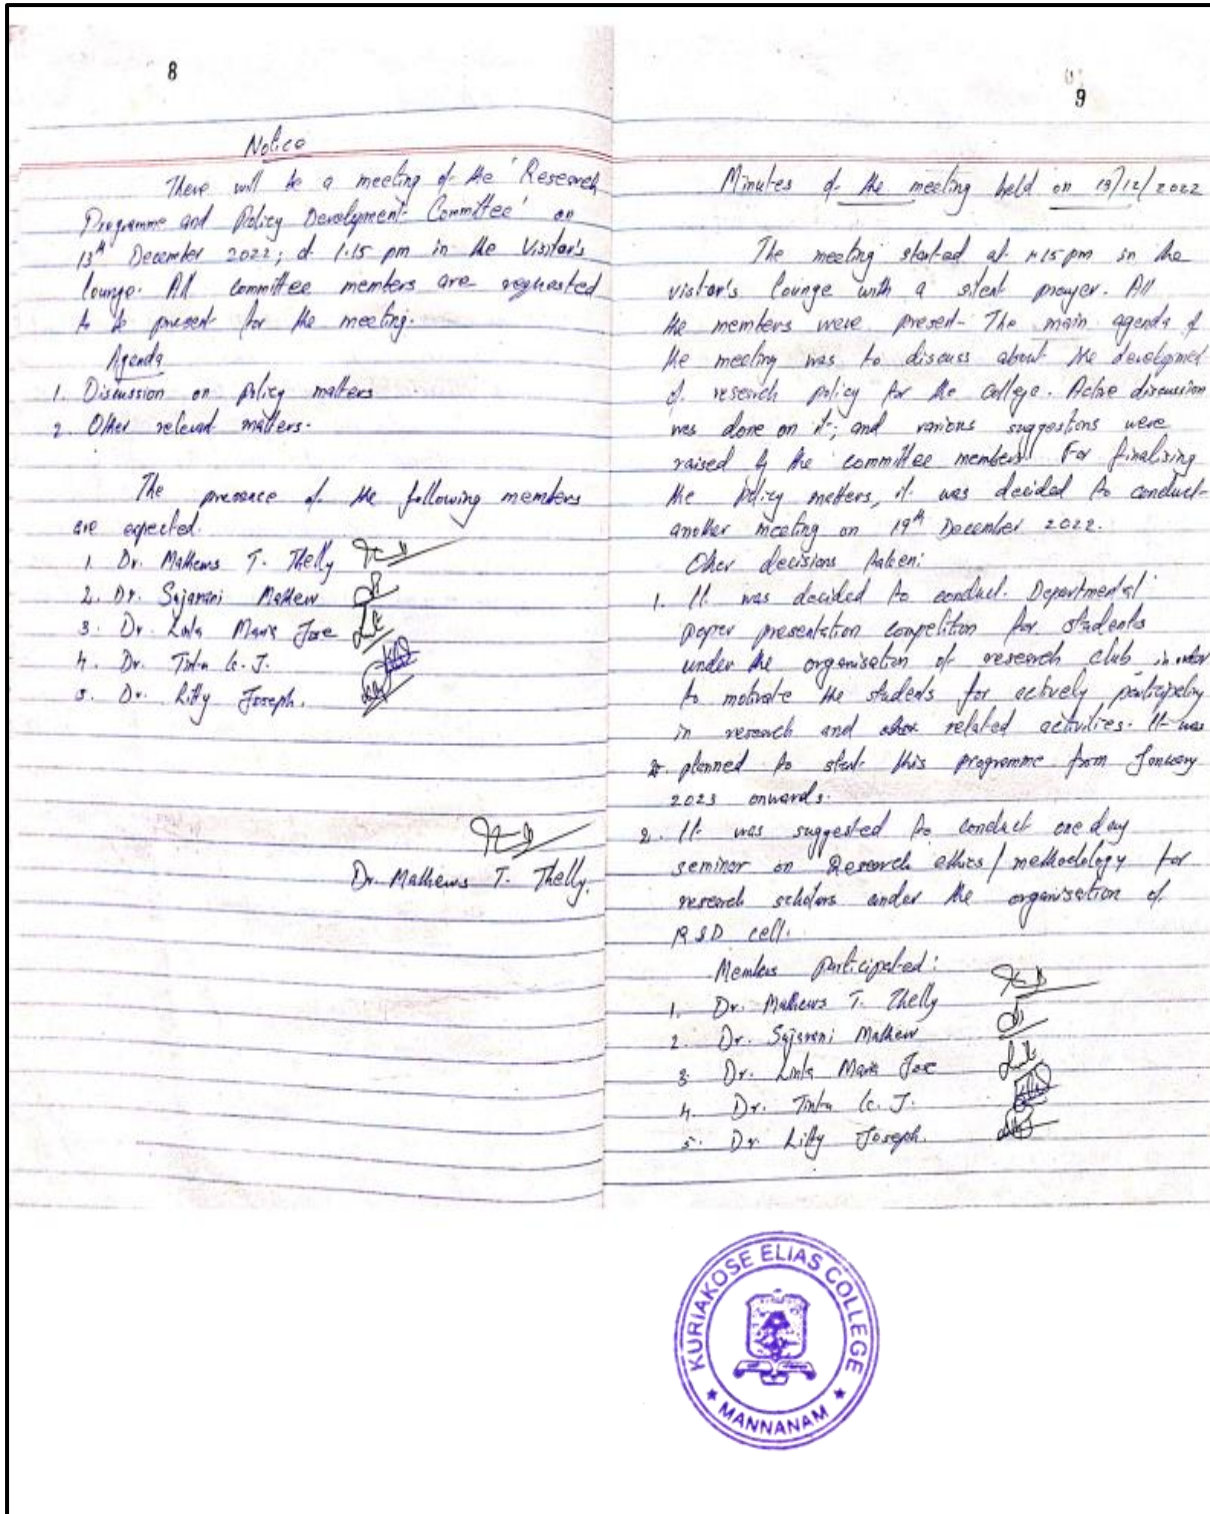 8
Notice
There will be a meeting of the 'Research
Programme and Policy Development Committee' on
13th December 2022; at 1.15 pm in the Visitor's
lounge. All committee members are requested
to be present for the meeting.
Agenda
1. Discussion on policy matters
2. Other relevant matters.
The presence of the following members
are expected.
1. Dr. Mathews T. Thelly
2. Dr. Sajarani Mathew
3. Dr. Linla Maria Jose
4. Dr. Tintu K. J.
5. Dr. Litty Joseph.
Dr. Mathews T. Thelly.
9
Minutes of the meeting held on 13/12/2022
The meeting started at 1.15 pm in the
visitor's lounge with a silent prayer. All
the members were present. The main agenda of
the meeting was to discuss about the development
of research policy for the college. Active discussion
was done on it; and various suggestions were
raised by the committee members. For finalising
the policy matters, it was decided to conduct
another meeting on 19th December 2022.
Other decisions taken:
1. It was decided to conduct Departmental
paper presentation competition for students
under the organisation of research club in order
to motivate the students for actively participating
in research and other related activities. It was
planned to start this programme from January
2023 onwards.
2. It was suggested to conduct one day
seminar on Research ethics/methodology for
research scholars under the organisation of
R&D cell.
Members participated:
1. Dr. Mathews T. Thelly
2. Dr. Sajarani Mathew
3. Dr. Linla Maria Jose
4. Dr. Tintu K. J.
5. Dr Litty Joseph.
KURIAKOSE ELIAS COLLEGE
MANNANAM